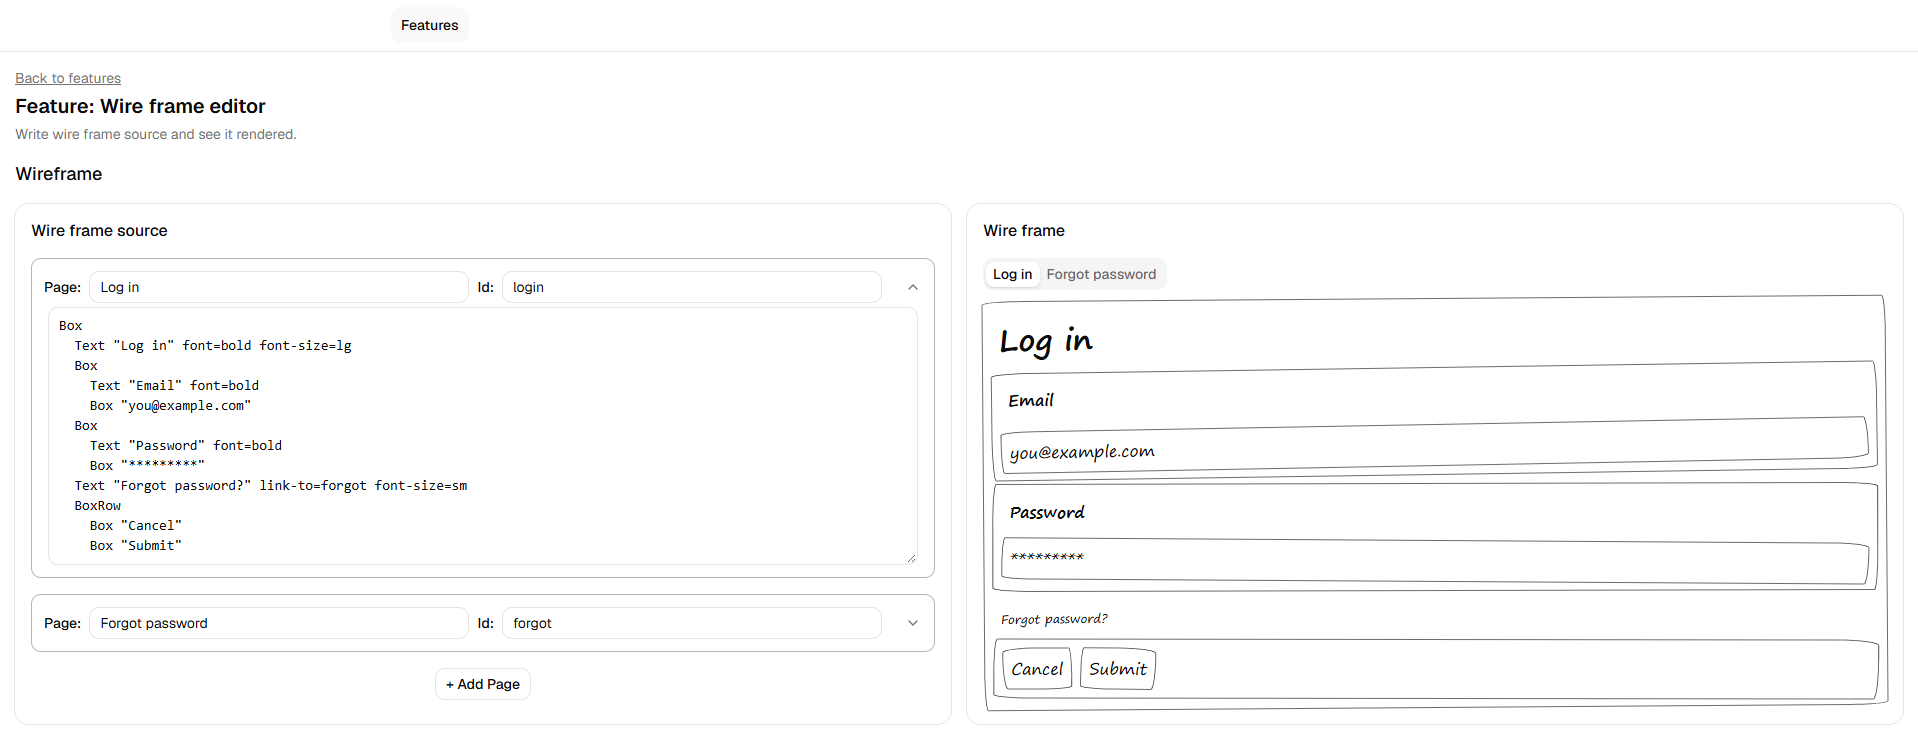 Features
Back to features
Feature: Wire frame editor
Write wire frame source and see it rendered.
Wireframe
Wire frame source
Page: Log in Id: login
Box
  Text "Log in" font=bold font-size=lg
  Box
    Text "Email" font=bold
    Box "you@example.com"
  Box
    Text "Password" font=bold
    Box "*********"
  Text "Forgot password?" link-to=forgot font-size=sm
  BoxRow
    Box "Cancel"
    Box "Submit"
Page: Forgot password Id: forgot
+ Add Page
Wire frame
Log in Forgot password
Log in
Email
you@example.com
Password
*********
Forgot password?
Cancel Submit